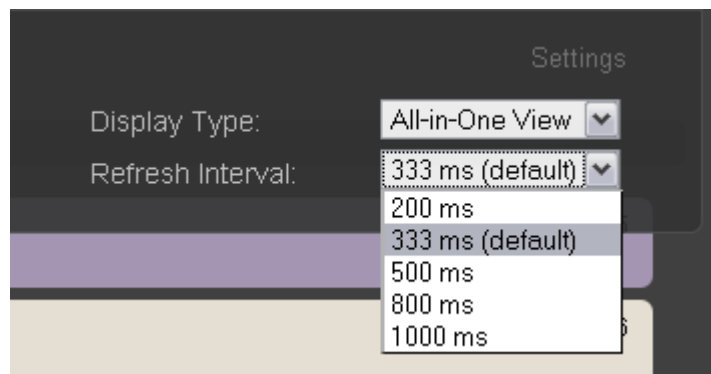 Settings
Display Type: All-in-One View
Refresh Interval: 333 ms (default)
200 ms
333 ms (default)
500 ms
800 ms
1000 ms